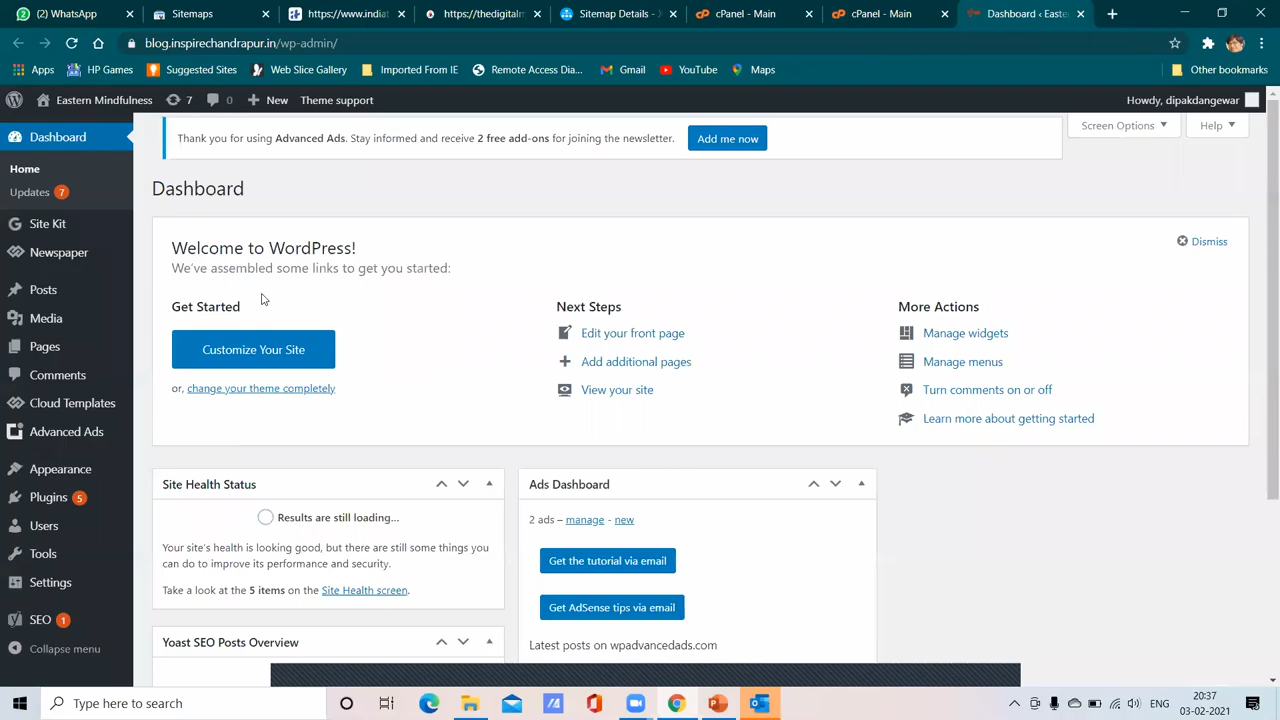 (2) WhatsApp
https://www.indiat
https://thedigitalm
Sitemap Details -
cPanel - Main
cPanel - Main
Dashboard ‹ Easte
blog.inspirechandrapur.in/wp-admin/
Apps
HP Games
Suggested Sites
Web Slice Gallery
Imported From IE
Remote Access Dia...
Gmail
YouTube
Maps
Other bookmarks
Eastern Mindfulness
7
0
New
Theme support
Howdy, dipakdangewar
Dashboard
Home
Updates 7
Site Kit
Newspaper
Posts
Media
Pages
Comments
Cloud Templates
Advanced Ads
Appearance
Plugins 5
Users
Tools
Settings
SEO 1
Collapse menu
Thank you for using Advanced Ads. Stay informed and receive 2 free add-ons for joining the newsletter.
Add me now
Screen Options
Help
Dashboard
Welcome to WordPress!
We've assembled some links to get you started:
Dismiss
Get Started
Customize Your Site
or, change your theme completely
Next Steps
Edit your front page
Add additional pages
View your site
More Actions
Manage widgets
Manage menus
Turn comments on or off
Learn more about getting started
Site Health Status
Results are still loading...
Your site's health is looking good, but there are still some things you
can do to improve its performance and security.
Take a look at the 5 items on the Site Health screen.
Yoast SEO Posts Overview
Ads Dashboard
2 ads – manage - new
Get the tutorial via email
Get AdSense tips via email
Latest posts on wpadvancedads.com
Type here to search
ENG
20:37
03-02-2021